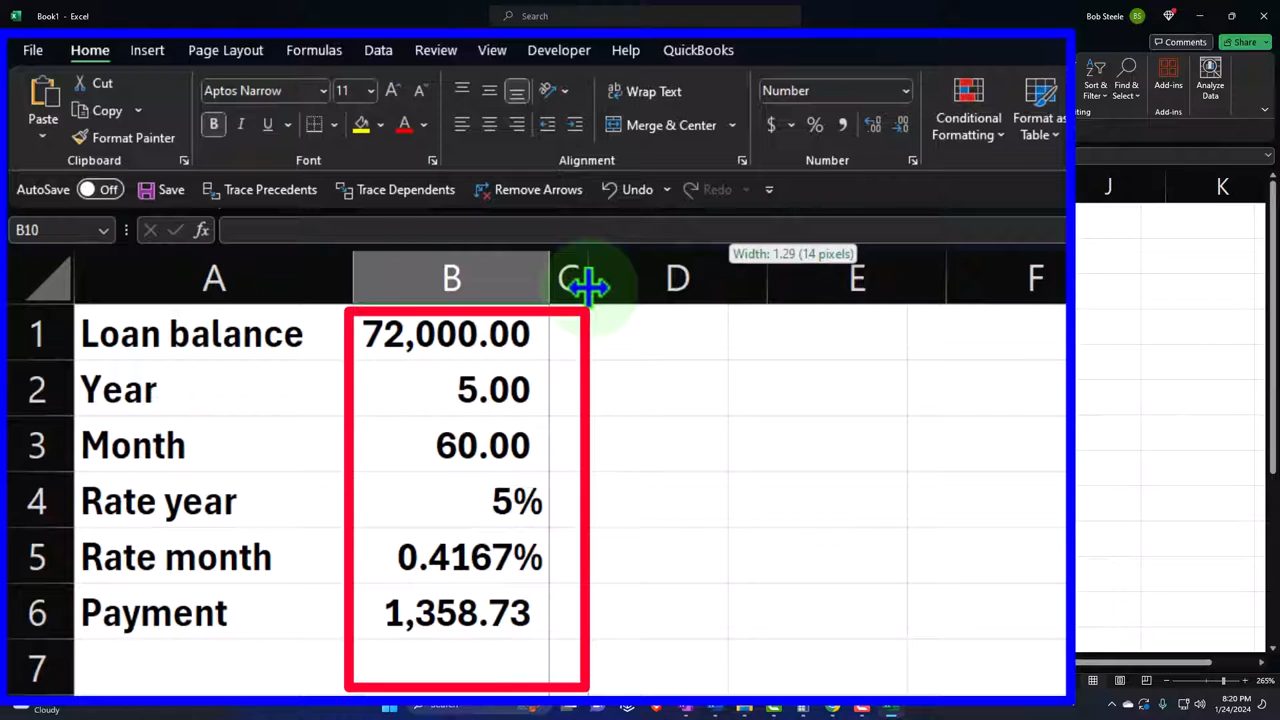 Book1 - Excel
Search
Bob Steele BS
File Home Insert Page Layout Formulas Data Review View Developer Help QuickBooks
Comments Share
Cut
Copy
Paste
Format Painter
Clipboard
Aptos Narrow 11
B I U A
Font
Wrap Text
Merge & Center
Alignment
Number
$ % ,
Number
Conditional Formatting
Format as
Table
Sort &
Filter
Find &
Select
Add-ins
Analyze
Data
Add-ins
AutoSave Off Save Trace Precedents Trace Dependents Remove Arrows Undo Redo
B10 fx
Width: 1.29 (14 pixels)
A B C D E F J K
1 Loan balance 72,000.00
2 Year 5.00
3 Month 60.00
4 Rate year 5%
5 Rate month 0.4167%
6 Payment 1,358.73
7
265%
Cloudy
Search
8:20 PM
1/24/2024